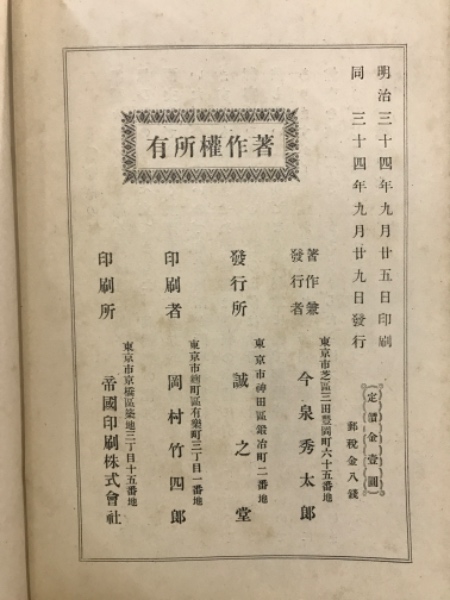 明治三十四年九月廿五日印刷
同 三十四年九月廿九日發行
定價金壹圓
郵稅金八錢
著作權所有
著作兼
發行者
東京市芝區三田豐岡町六十五番地
今泉秀太郎
發行所
東京市神田區鍛冶町二番地
誠之堂
印刷者
東京市麹町區有樂町三丁目一番地
岡村竹四郎
印刷所
東京市京橋區築地三丁目十五番地
帝國印刷株式會社